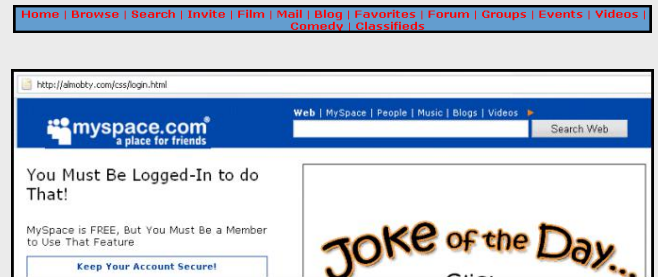 Home | Browse | Search | Invite | Film | Mail | Blog | Favorites | Forum | Groups | Events | Videos |
Comedy | Classifieds
http://almobty.com/css/login.html
Web | MySpace | People | Music | Blogs | Videos
myspace.com®
a place for friends
Search Web
You Must Be Logged-In to do
That!
MySpace is FREE, But You Must Be a Member
to Use That Feature
Keep Your Account Secure!
JOKE of the Day...